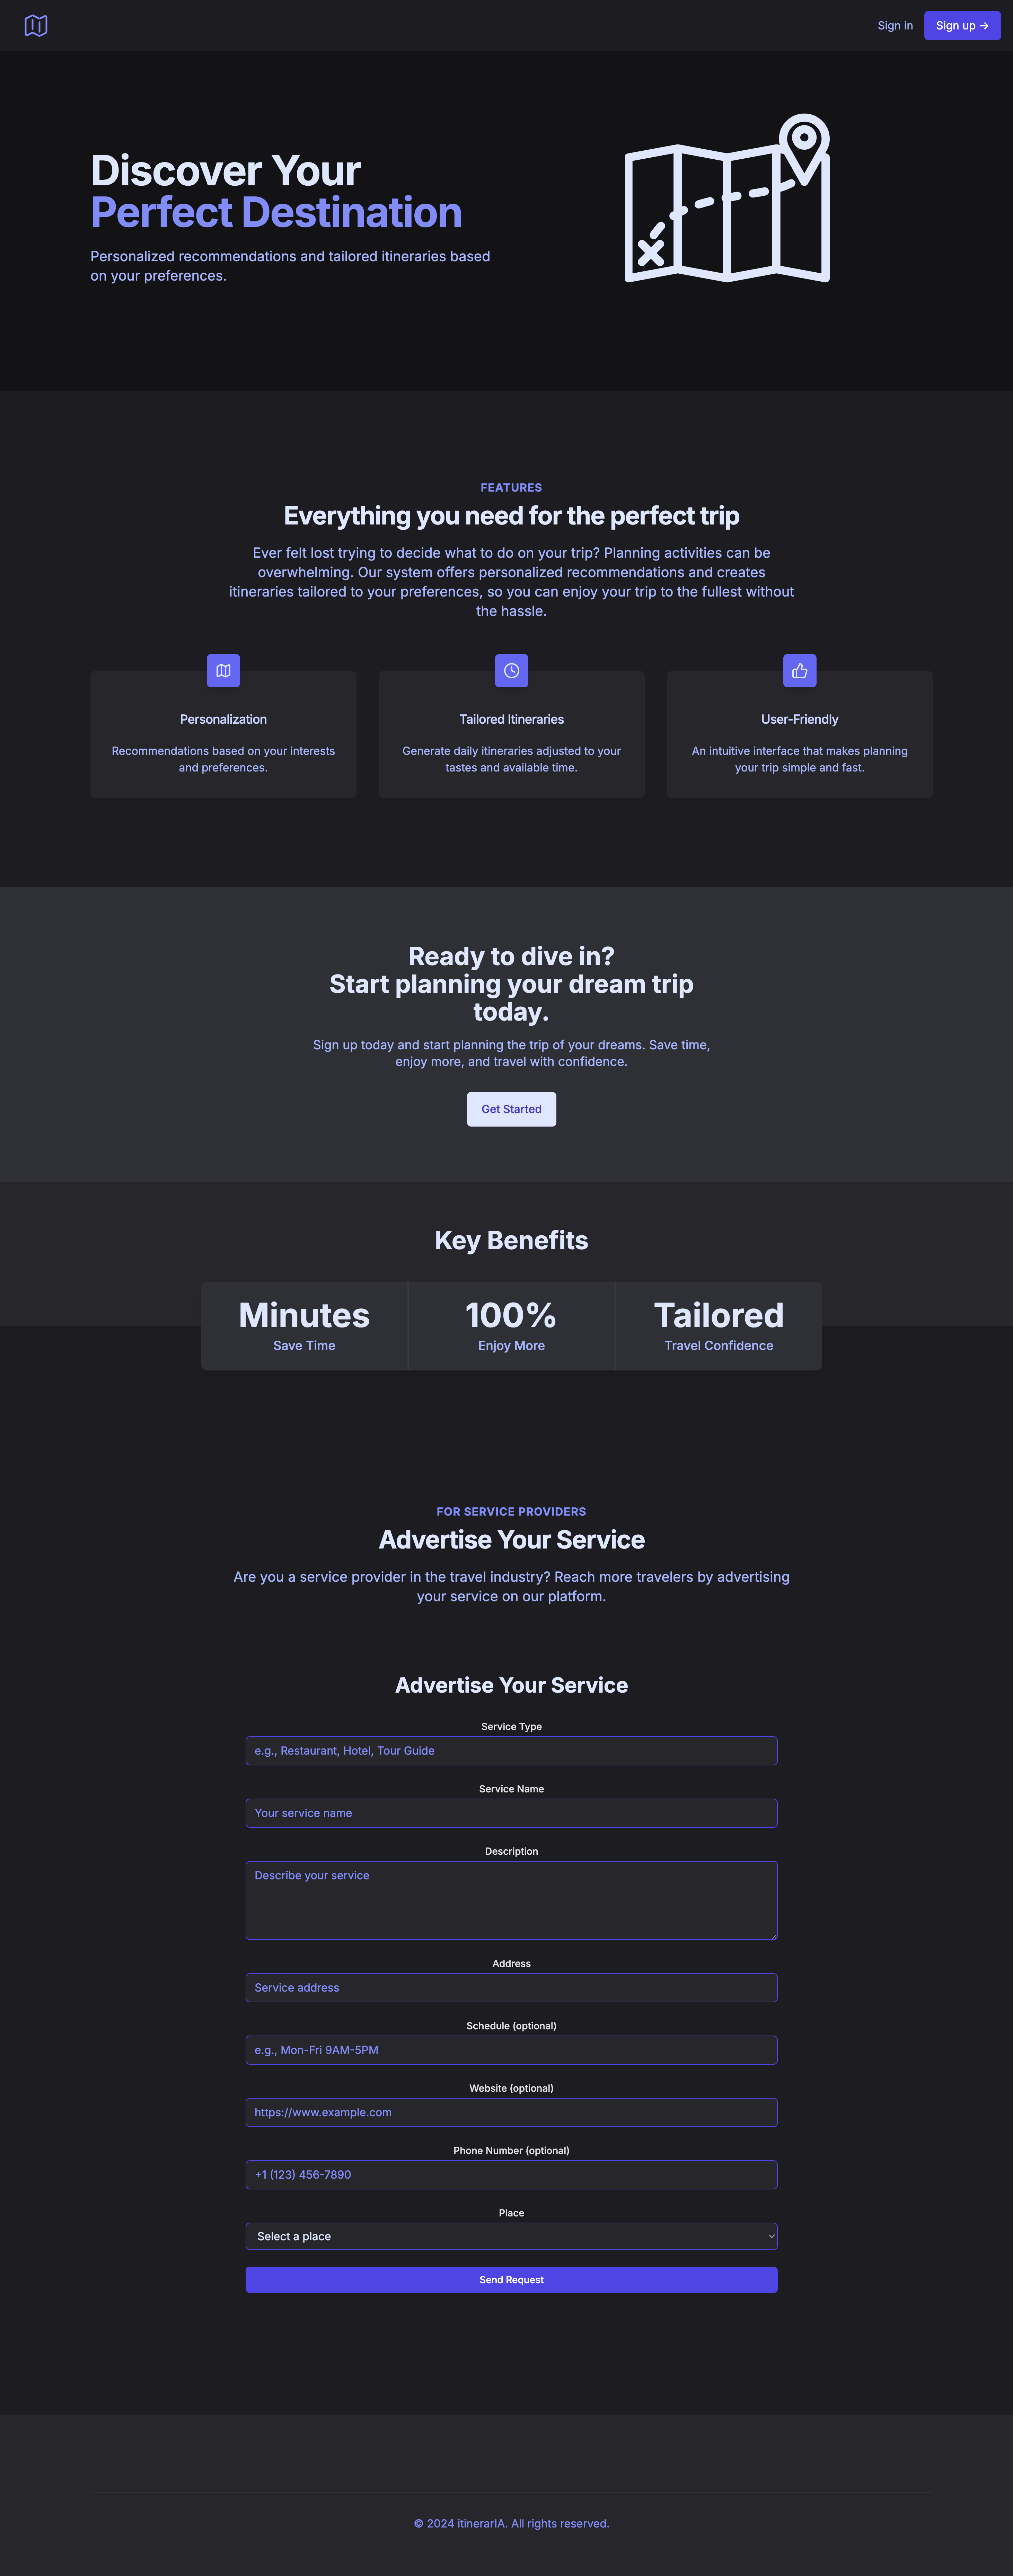 Sign in
Sign up →
Discover Your
Perfect Destination
Personalized recommendations and tailored itineraries based
on your preferences.
FEATURES
Everything you need for the perfect trip
Ever felt lost trying to decide what to do on your trip? Planning activities can be
overwhelming. Our system offers personalized recommendations and creates
itineraries tailored to your preferences, so you can enjoy your trip to the fullest without
the hassle.
Personalization
Recommendations based on your interests
and preferences.
Tailored Itineraries
Generate daily itineraries adjusted to your
tastes and available time.
User-Friendly
An intuitive interface that makes planning
your trip simple and fast.
Ready to dive in?
Start planning your dream trip
today.
Sign up today and start planning the trip of your dreams. Save time,
enjoy more, and travel with confidence.
Get Started
Key Benefits
Minutes
Save Time
100%
Enjoy More
Tailored
Travel Confidence
FOR SERVICE PROVIDERS
Advertise Your Service
Are you a service provider in the travel industry? Reach more travelers by advertising
your service on our platform.
Advertise Your Service
Service Type
e.g., Restaurant, Hotel, Tour Guide
Service Name
Your service name
Description
Describe your service
Address
Service address
Schedule (optional)
e.g., Mon-Fri 9AM-5PM
Website (optional)
https://www.example.com
Phone Number (optional)
+1 (123) 456-7890
Place
Select a place
Send Request
© 2024 itinerarIA. All rights reserved.